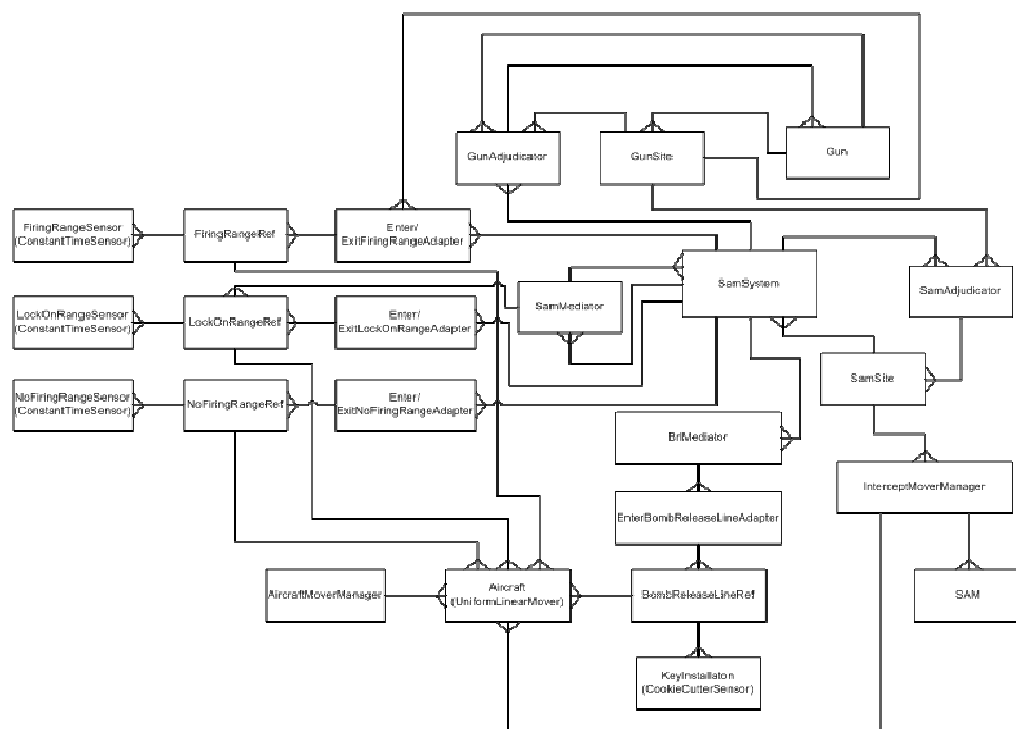 GunAdjudicator
GunSite
Gun
FiringRangeSensor
(ConstantTimeSensor)
FiringRangeRef
Enter/
ExitFiringRangeAdapter
SamSystem
SamAdjudicator
LockOnRangeSensor
(ConstantTimeSensor)
LockOnRangeRef
Enter/
ExitLockOnRangeAdapter
SamMediator
SamSite
NoFiringRangeSensor
(ConstantTimeSensor)
NoFiringRangeRef
Enter/
ExitNoFiringRangeAdapter
BrlMediator
InterceptMoverManager
EnterBombReleaseLineAdapter
AircraftMoverManager
Aircraft
(UniformLinearMover)
BombReleaseLineRef
SAM
KeyInstallaton
(CookieCutterSensor)